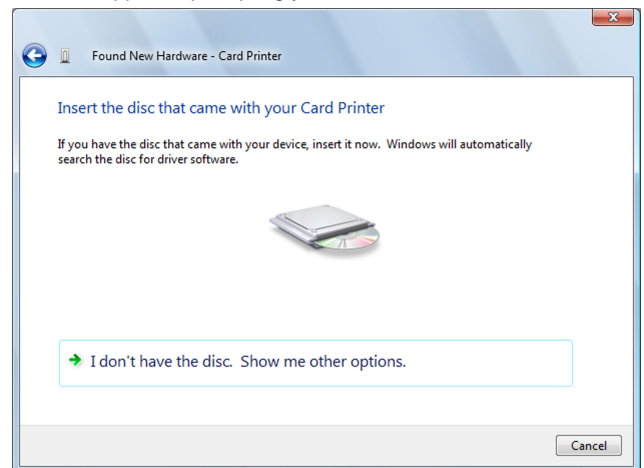 Found New Hardware - Card Printer
Insert the disc that came with your Card Printer
If you have the disc that came with your device, insert it now.  Windows will automatically
search the disc for driver software.
I don't have the disc.  Show me other options.
Cancel